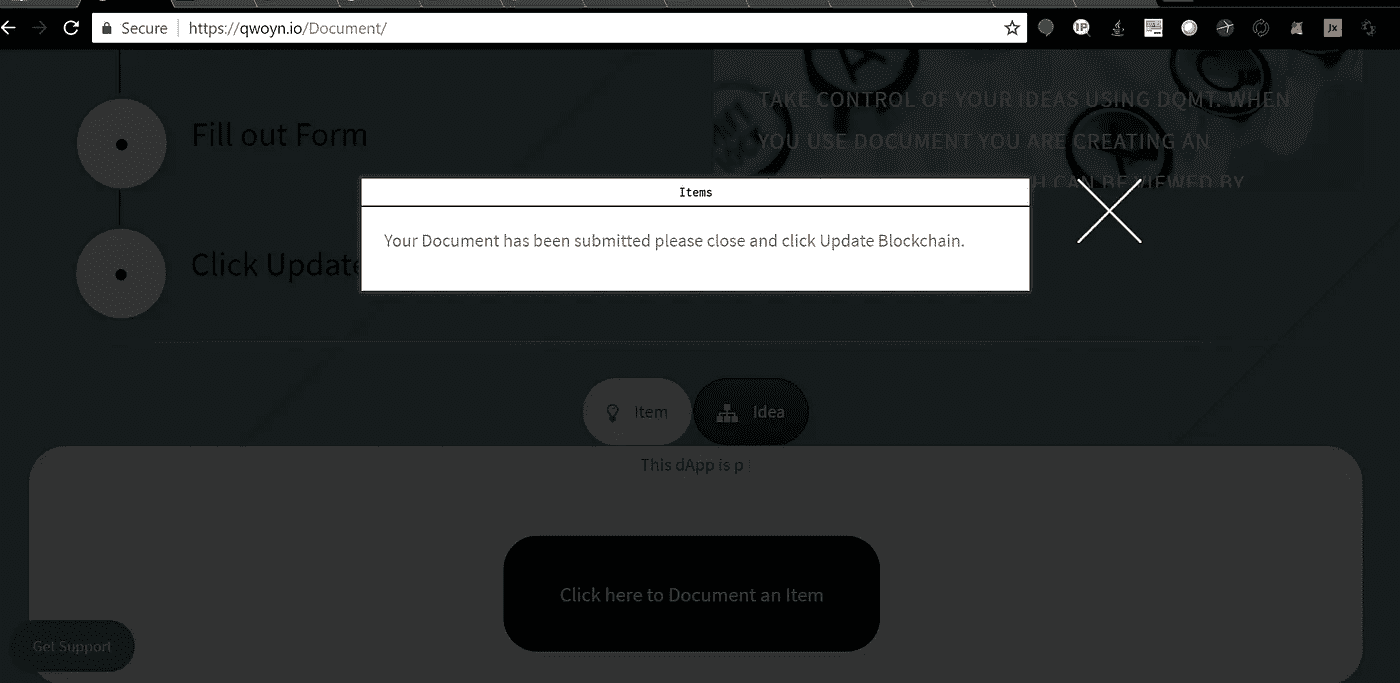 Secure
https://qwoyn.io/Document/
TAKE CONTROL OF YOUR IDEAS USING DQMT. WHEN
YOU USE DOCUMENT YOU ARE CREATING AN
H CAN BE VIEWED BY
Fill out Form
Items
Your Document has been submitted please close and click Update Blockchain.
Click Update
Item
Idea
This dApp is p
Click here to Document an Item
Get Support